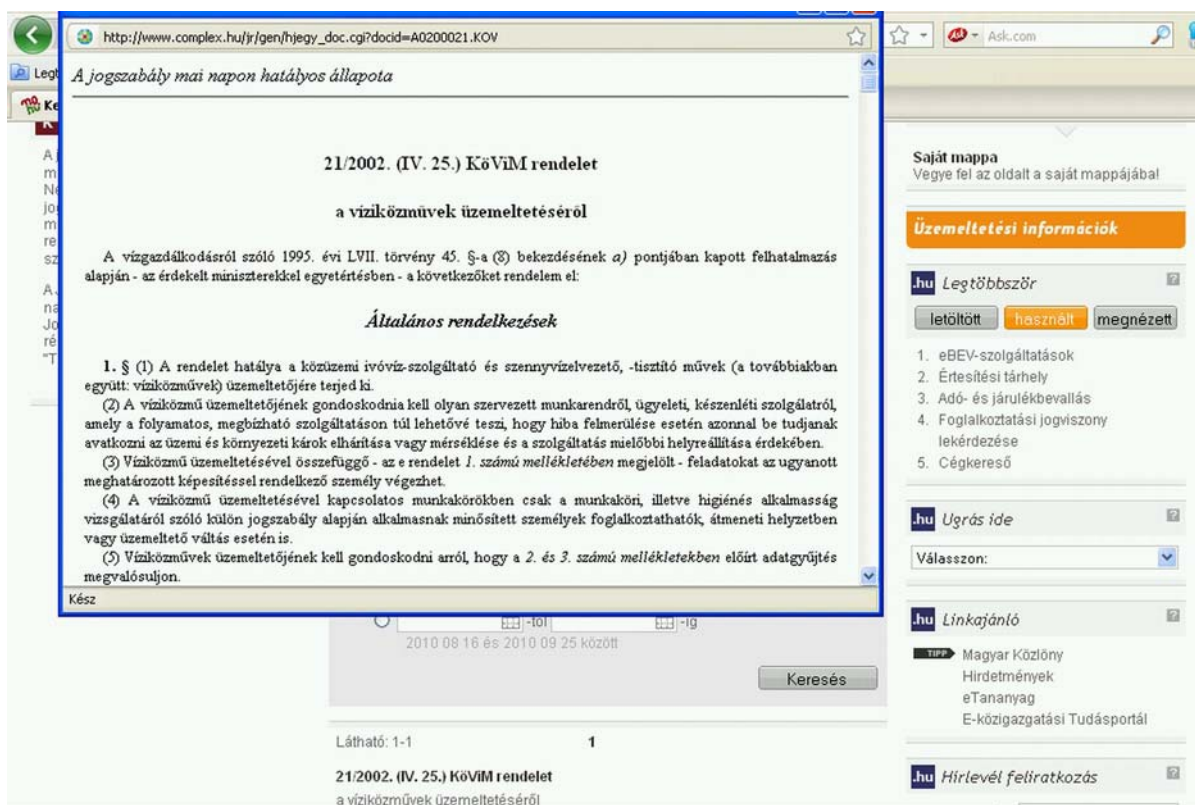 http://www.complex.hu/jr/gen/hjegy_doc.cgi?docid=A0200021.KOV
Ask.com
A jogszabály mai napon hatályos állapota
21/2002. (IV. 25.) KöViM rendelet
a víziközművek üzemeltetéséről
A vízgazdálkodásról szóló 1995. évi LVII. törvény 45. §-a (8) bekezdésének a) pontjában kapott felhatalmazás
alapján - az érdekelt miniszterekkel egyetértésben - a következőket rendelem el:
Általános rendelkezések
1. § (1) A rendelet hatálya a közüzemi ivóvíz-szolgáltató és szennyvízelvezető, -tisztító művek (a továbbiakban
együtt: víziközművek) üzemeltetőjére terjed ki.
(2) A víziközmű üzemeltetőjének gondoskodnia kell olyan szervezett munkarendről, ügyeleti, készenléti szolgálatról,
amely a folyamatos, megbízható szolgáltatáson túl lehetővé teszi, hogy hiba felmerülése esetén azonnal be tudjanak
avatkozni az üzemi és környezeti károk elhárítása vagy mérséklése és a szolgáltatás mielőbbi helyreállítása érdekében.
(3) Víziközmű üzemeltetésével összefüggő - az e rendelet 1. számú mellékletében megjelölt - feladatokat az ugyanott
meghatározott képesítéssel rendelkező személy végezhet.
(4) A víziközmű üzemeltetésével kapcsolatos munkakörökben csak a munkaköri, illetve higiénés alkalmasság
vizsgálatáról szóló külön jogszabály alapján alkalmasnak minősített személyek foglalkoztathatók, átmeneti helyzetben
vagy üzemeltető váltás esetén is.
(5) Víziközművek üzemeltetőjének kell gondoskodni arról, hogy a 2. és 3. számú mellékletekben előírt adatgyűjtés
megvalósuljon.
Kész
-tól -ig
2010 08 16 és 2010 09 25 között
Keresés
Látható: 1-1 1
21/2002. (IV. 25.) KöViM rendelet
a víziközművek üzemeltetéséről
Saját mappa
Vegye fel az oldalt a saját mappájába!
Üzemeltetési információk
.hu Legtöbbször ?
letöltött használt megnézett
1. eBEV-szolgáltatások
2. Értesítési tárhely
3. Adó- és járulékbevallás
4. Foglalkoztatási jogviszony
lekérdezése
5. Cégkereső
.hu Ugrás ide ?
Válasszon:
.hu Linkajánló ?
TIPP Magyar Közlöny
Hirdetmények
eTananyag
E-közigazgatási Tudásportál
.hu Hírlevél feliratkozás ?